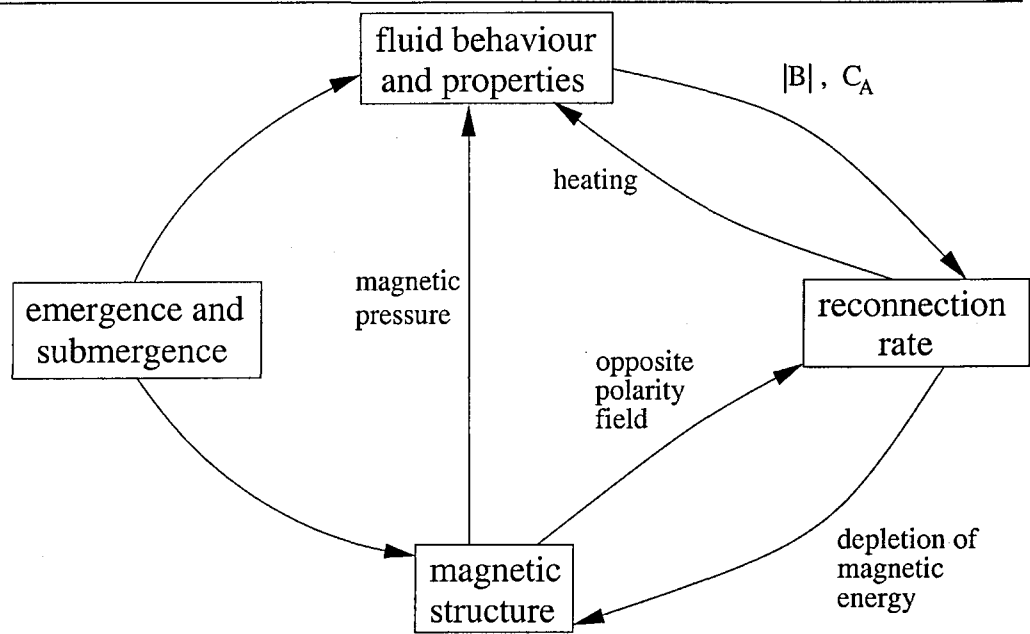 fluid behaviour
and properties
|B| , C_A
heating
magnetic
pressure
emergence and
submergence
reconnection
rate
opposite
polarity
field
depletion of
magnetic
energy
magnetic
structure